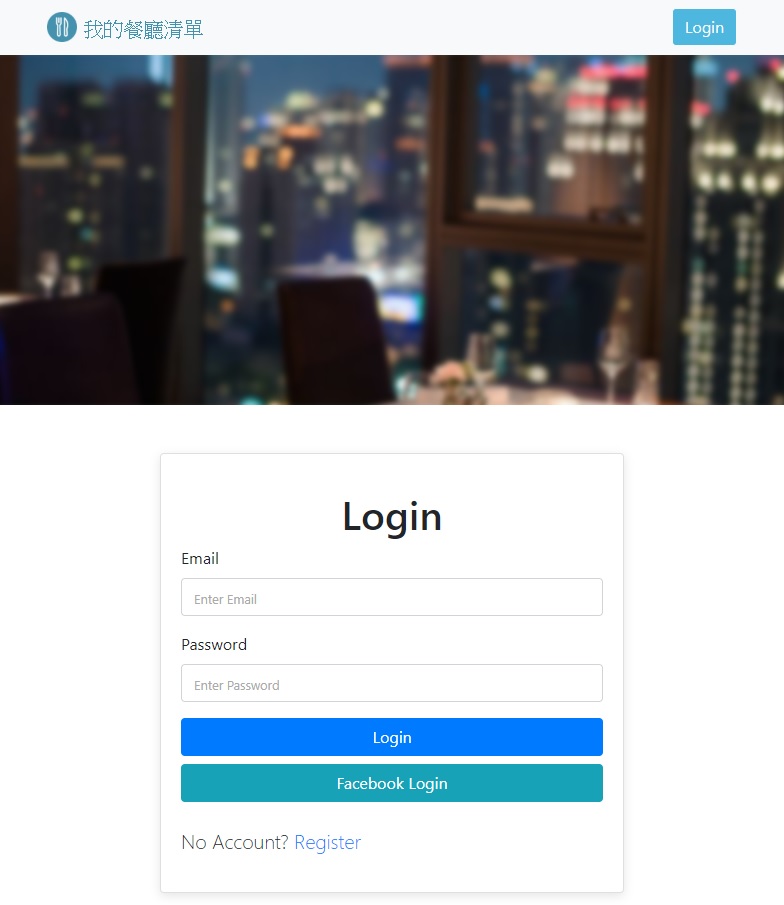 我的餐廳清單
Login
Login
Email
Enter Email
Password
Enter Password
Login
Facebook Login
No Account? Register